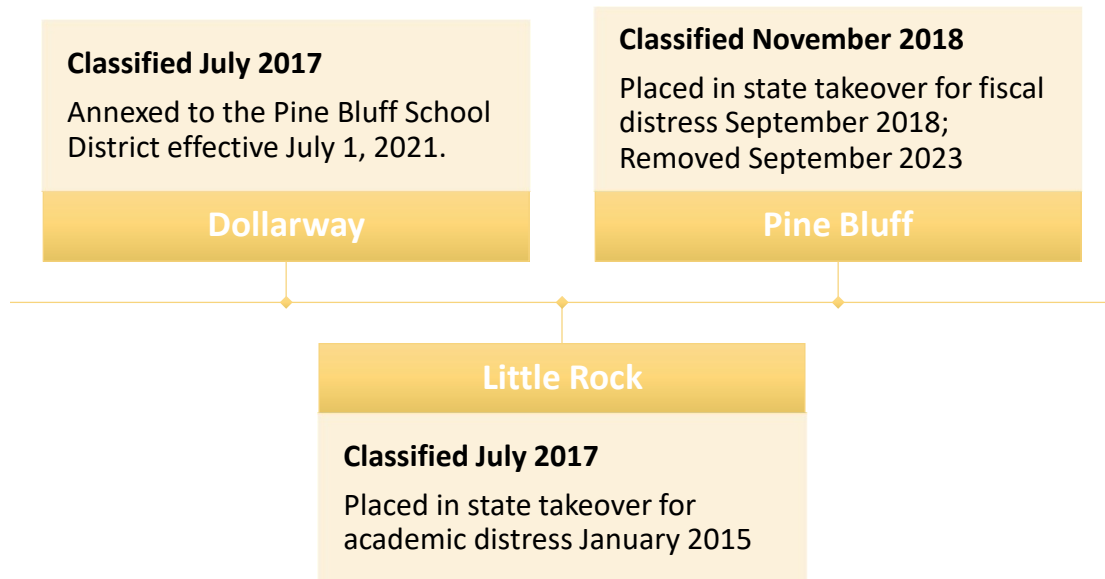 Classified July 2017
Annexed to the Pine Bluff School
District effective July 1, 2021.
Dollarway
Classified November 2018
Placed in state takeover for fiscal
distress September 2018;
Removed September 2023
Pine Bluff
Little Rock
Classified July 2017
Placed in state takeover for
academic distress January 2015